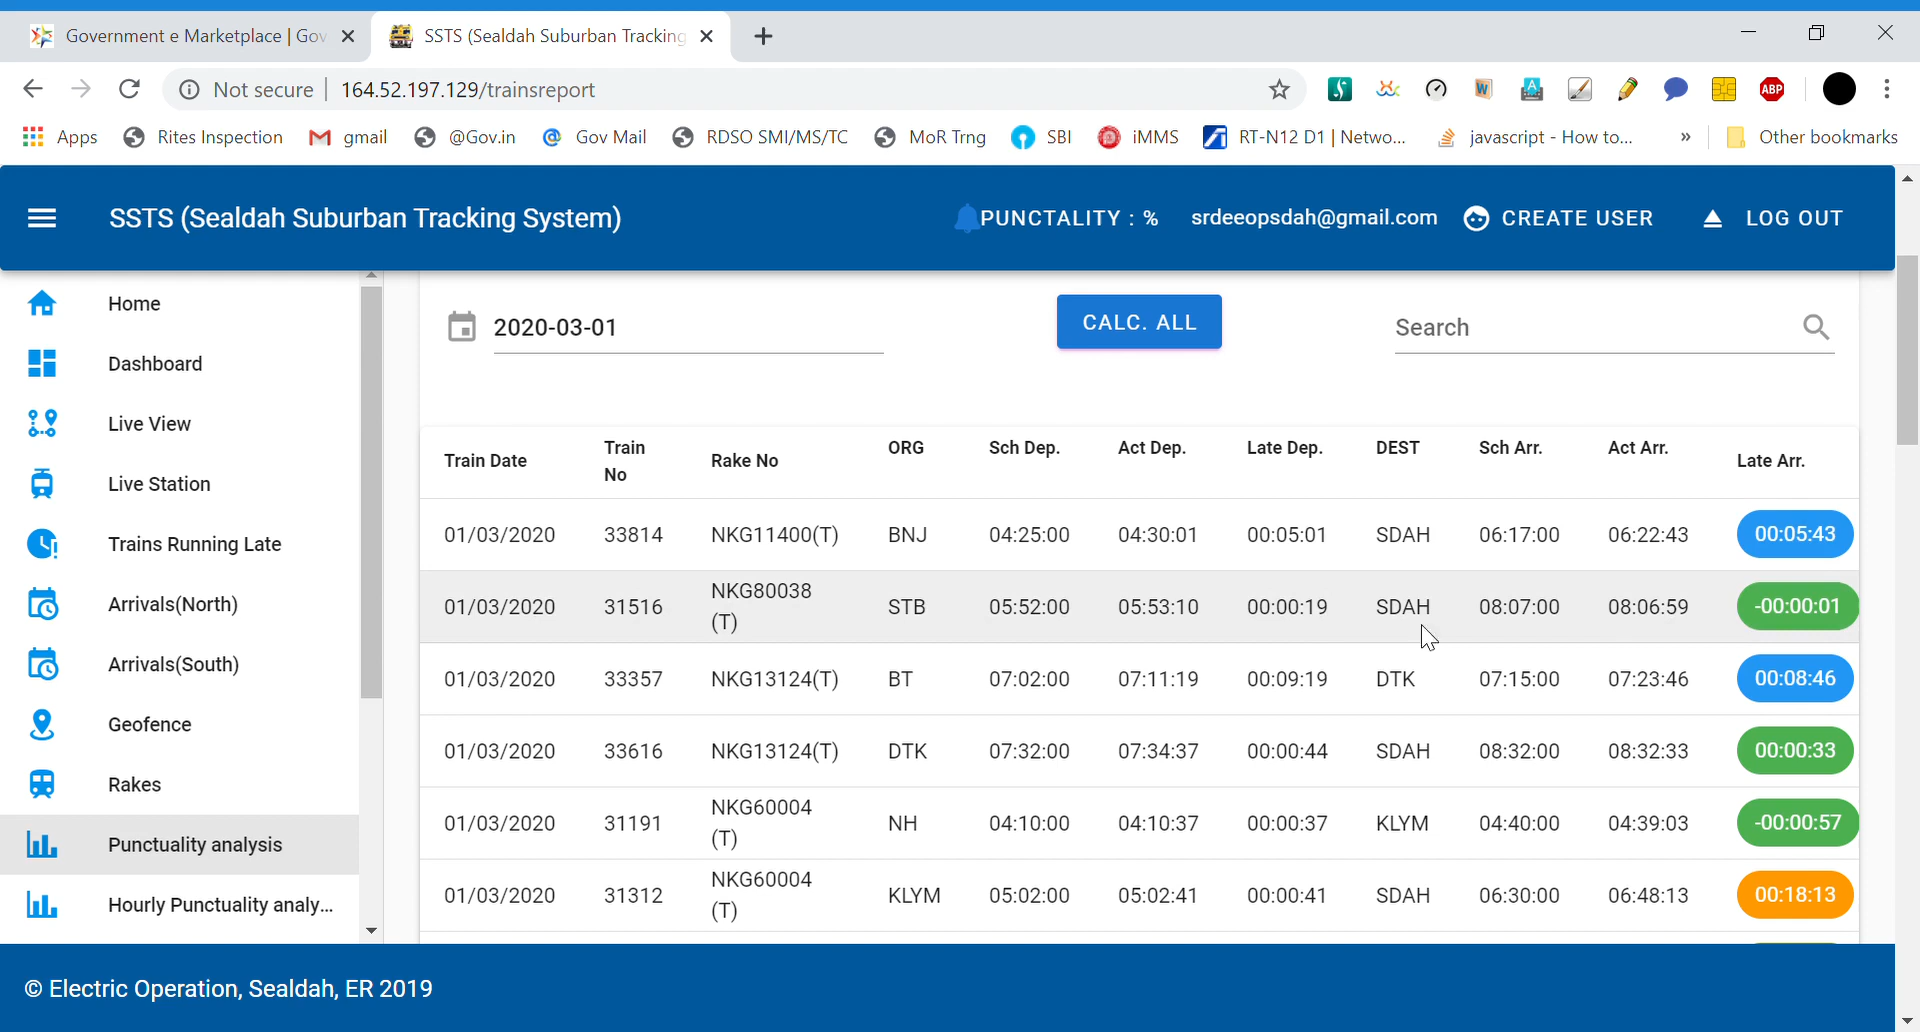 Government e Marketplace | Gov
SSTS (Sealdah Suburban Tracking
Not secure | 164.52.197.129/trainsreport
ABP
Apps Rites Inspection gmail @Gov.in Gov Mail RDSO SMI/MS/TC MoR Trng SBI iMMS RT-N12 D1 | Netwo... javascript - How to... » Other bookmarks
SSTS (Sealdah Suburban Tracking System) PUNCTALITY : % srdeeopsdah@gmail.com CREATE USER LOG OUT
Home
Dashboard
Live View
Live Station
Trains Running Late
Arrivals(North)
Arrivals(South)
Geofence
Rakes
Punctuality analysis
Hourly Punctuality analy...
2020-03-01 CALC. ALL Search
Train Date Train No Rake No ORG Sch Dep. Act Dep. Late Dep. DEST Sch Arr. Act Arr. Late Arr.
01/03/2020 33814 NKG11400(T) BNJ 04:25:00 04:30:01 00:05:01 SDAH 06:17:00 06:22:43 00:05:43
01/03/2020 31516 NKG80038 (T) STB 05:52:00 05:53:10 00:00:19 SDAH 08:07:00 08:06:59 -00:00:01
01/03/2020 33357 NKG13124(T) BT 07:02:00 07:11:19 00:09:19 DTK 07:15:00 07:23:46 00:08:46
01/03/2020 33616 NKG13124(T) DTK 07:32:00 07:34:37 00:00:44 SDAH 08:32:00 08:32:33 00:00:33
01/03/2020 31191 NKG60004 (T) NH 04:10:00 04:10:37 00:00:37 KLYM 04:40:00 04:39:03 -00:00:57
01/03/2020 31312 NKG60004 (T) KLYM 05:02:00 05:02:41 00:00:41 SDAH 06:30:00 06:48:13 00:18:13
© Electric Operation, Sealdah, ER 2019